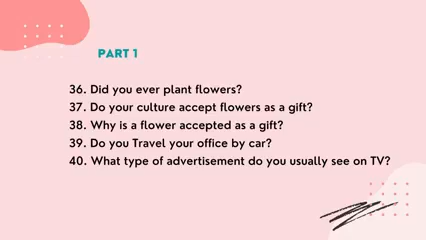 PART 1
36. Did you ever plant flowers?
37. Do your culture accept flowers as a gift?
38. Why is a flower accepted as a gift?
39. Do you Travel your office by car?
40. What type of advertisement do you usually see on TV?